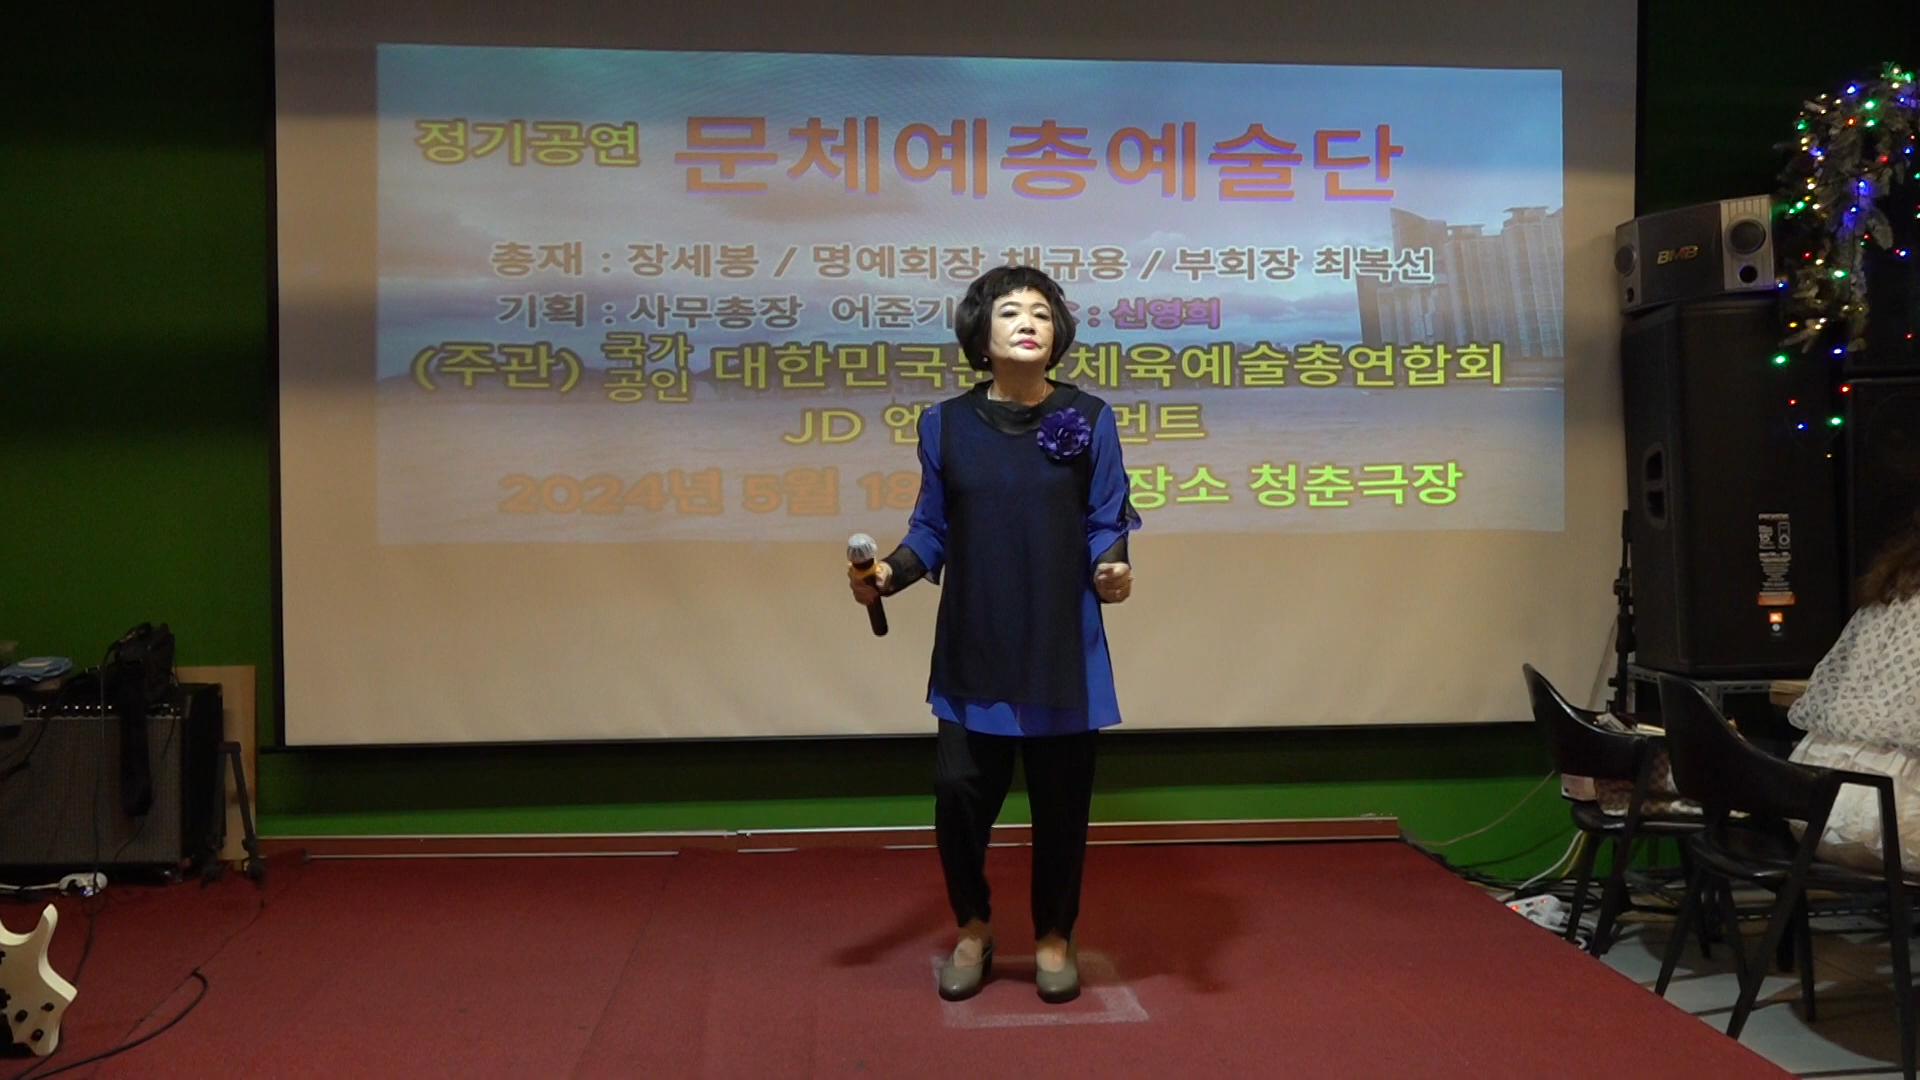 정기공연 문체예총예술단
총재 : 장세봉 / 명예회장 채규용 / 부회장 최복선
기획 : 사무총장 어준기 : 신영희
(주관) 국가공인 대한민국 체육예술총연합회
JD 먼트
2024년 5월 18 장소 청춘극장
BMB
JBL